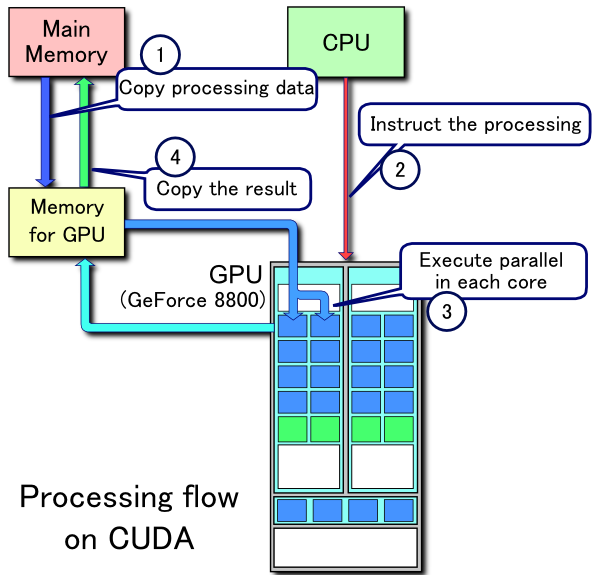 Main
Memory
CPU
1
Copy processing data
Instruct the processing
2
4
Copy the result
Memory
for GPU
GPU
(GeForce 8800)
Execute parallel
in each core
3
Processing flow
on CUDA